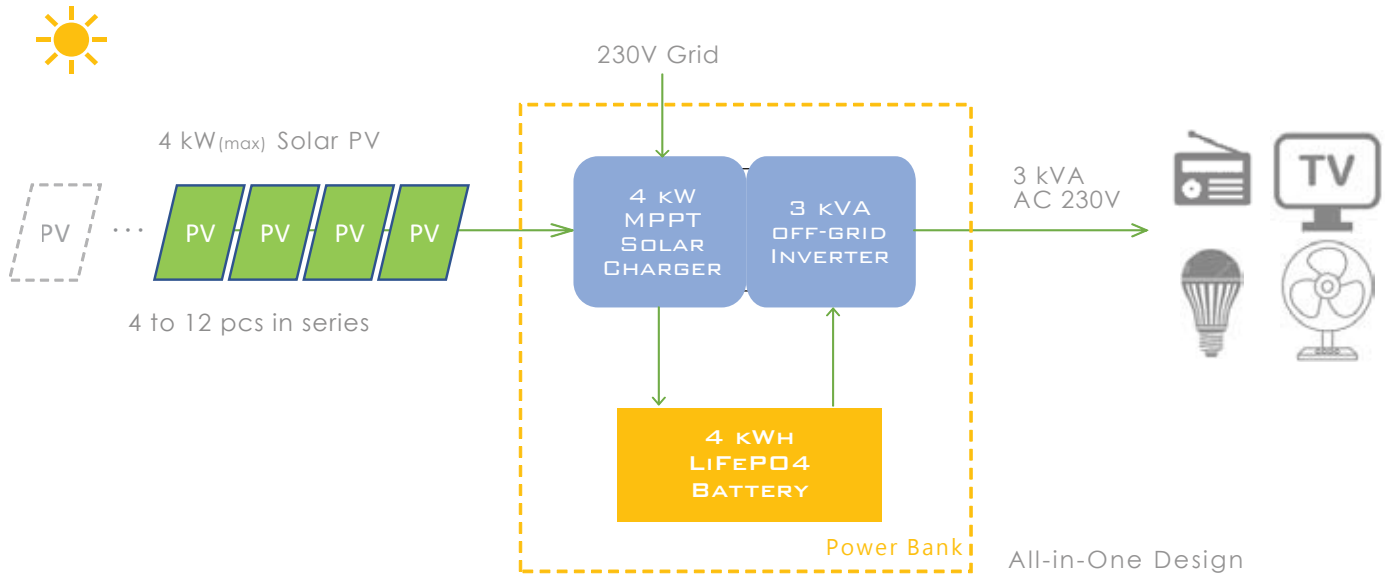 230V Grid
4 kW(max) Solar PV
PV ... PV PV PV PV
4 to 12 pcs in series
4 kW
MPPT
Solar
Charger
3 kVA
off-grid
Inverter
3 kVA
AC 230V
TV
4 kWh
LiFePO4
Battery
Power Bank
All-in-One Design